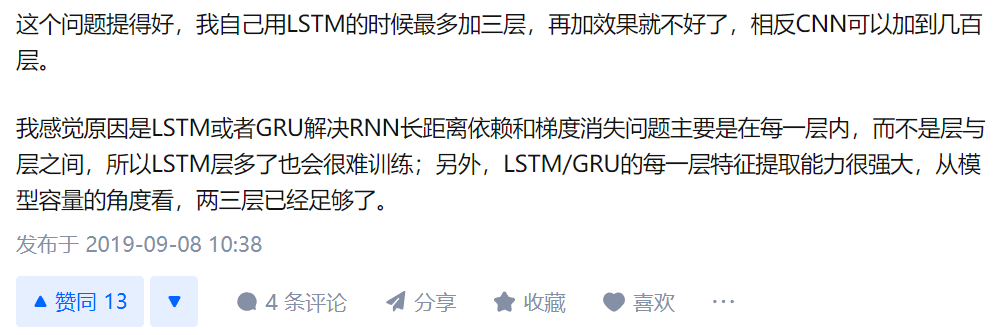 这个问题提得好，我自己用LSTM的时候最多加三层，再加效果就不好了，相反CNN可以加到几百
层。
我感觉原因是LSTM或者GRU解决RNN长距离依赖和梯度消失问题主要是在每一层内，而不是层与
层之间，所以LSTM层多了也会很难训练；另外，LSTM/GRU的每一层特征提取能力很强大，从模
型容量的角度看，两三层已经足够了。
发布于 2019-09-08 10:38
赞同 13 4 条评论 分享 收藏 喜欢 ···